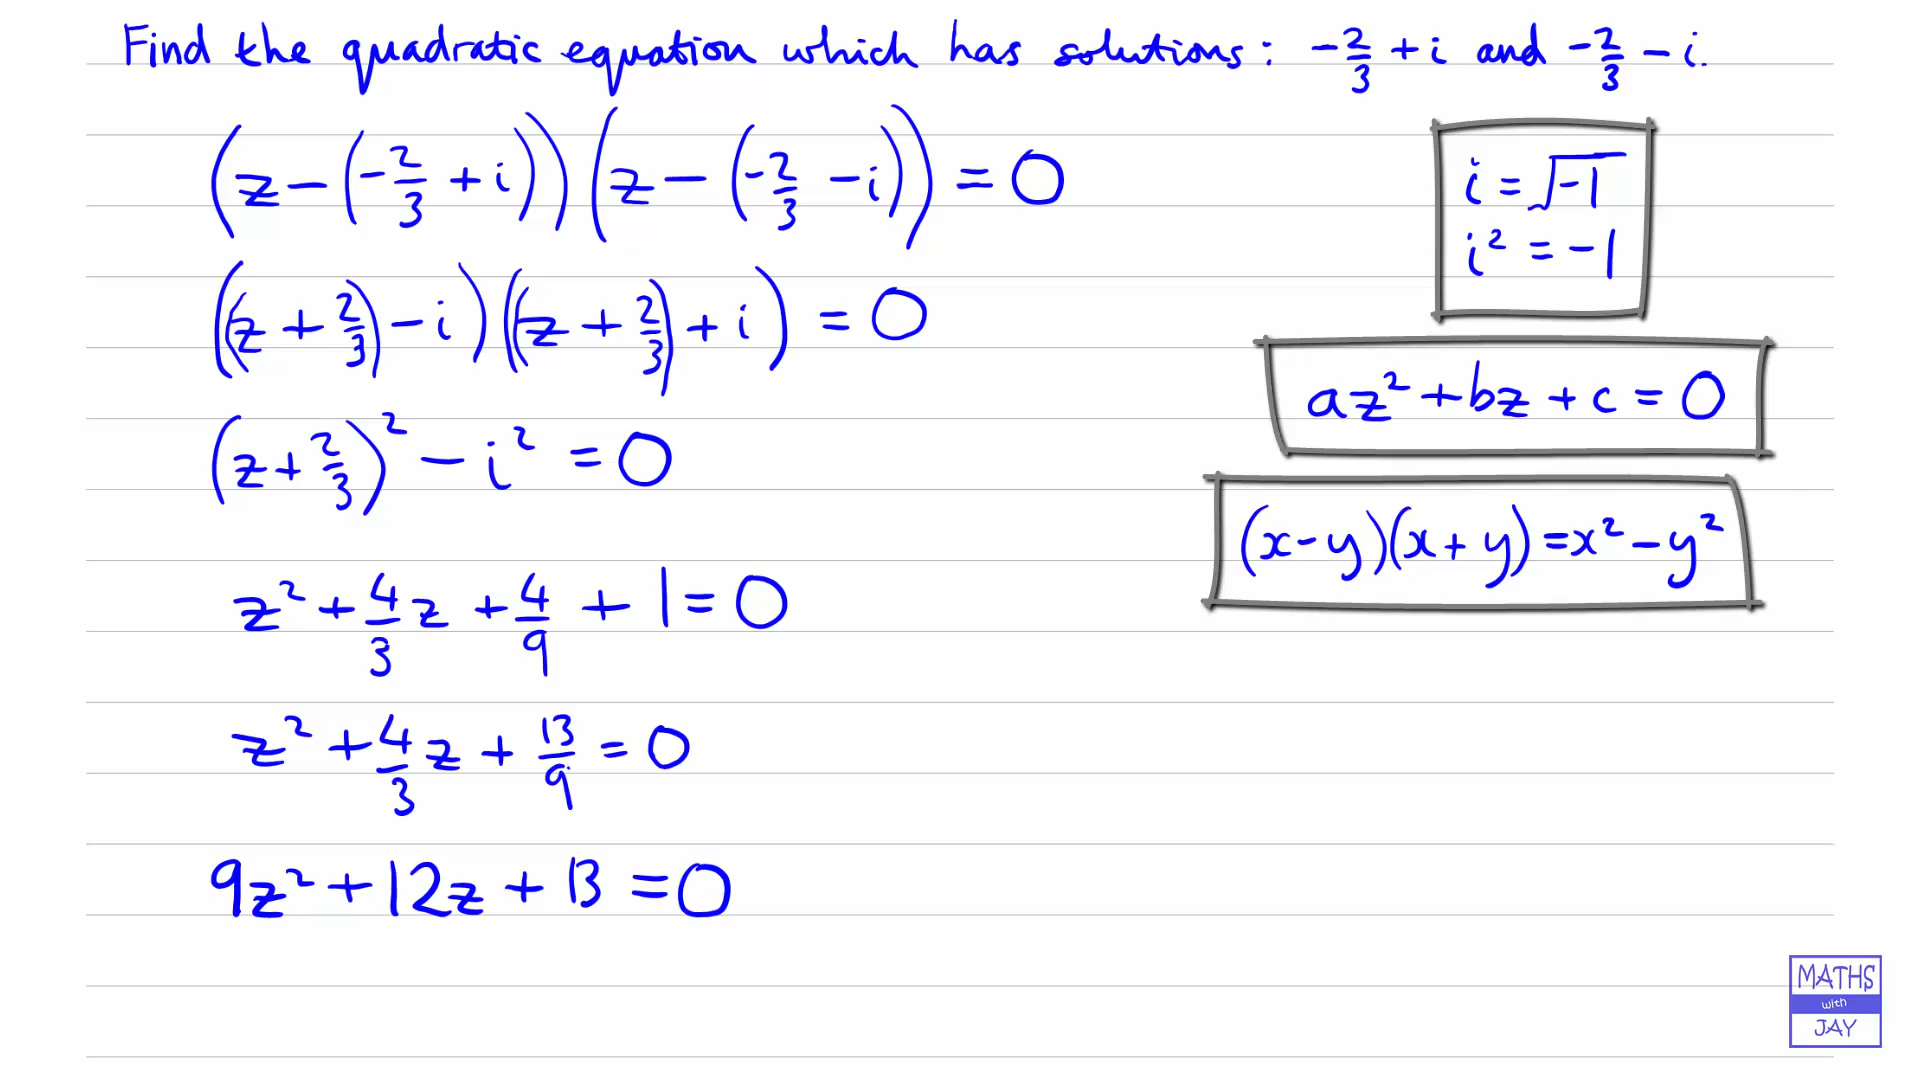 Find the quadratic equation which has solutions: -2/3 + i and -2/3 - i.
(z - (-2/3 + i))(z - (-2/3 - i)) = 0
((z + 2/3) - i)((z + 2/3) + i) = 0
(z + 2/3)² - i² = 0
z² + 4/3 z + 4/9 + 1 = 0
z² + 4/3 z + 13/9 = 0
9z² + 12z + 13 = 0
i = √-1
i² = -1
az² + bz + c = 0
(x - y)(x + y) = x² - y²
MATHS
with
JAY